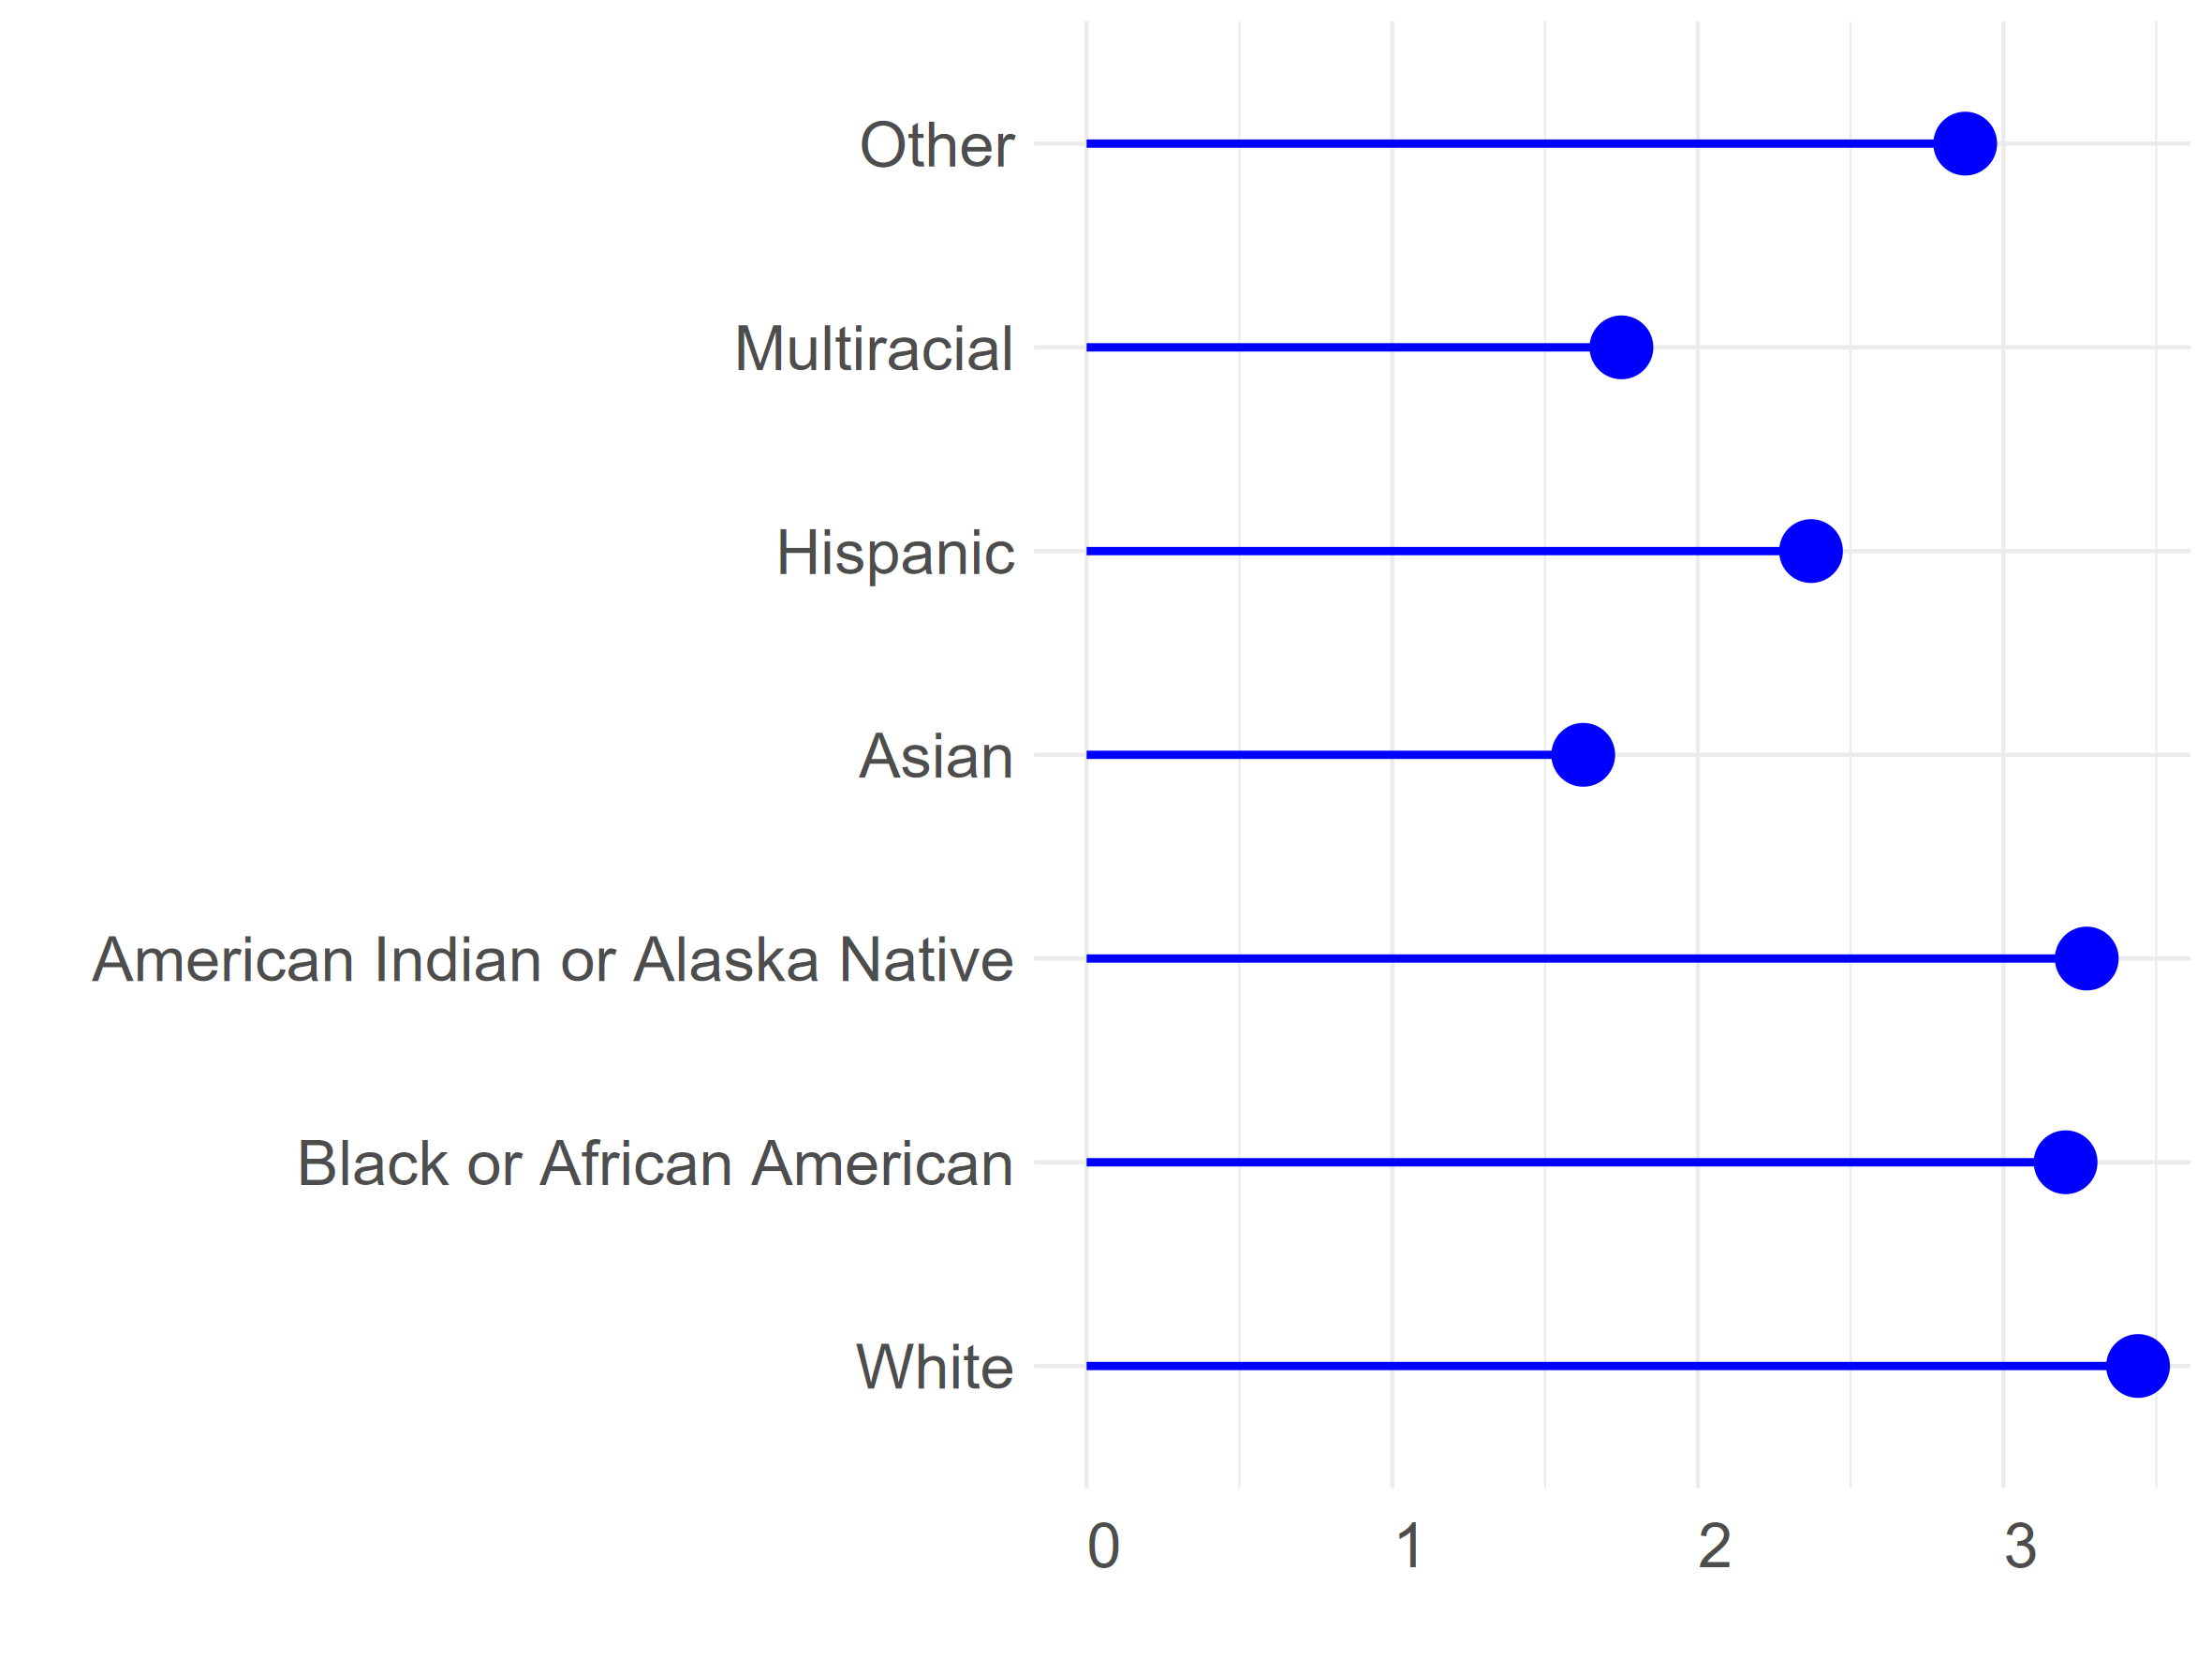 Other
Multiracial
Hispanic
Asian
American Indian or Alaska Native
Black or African American
White
0 1 2 3